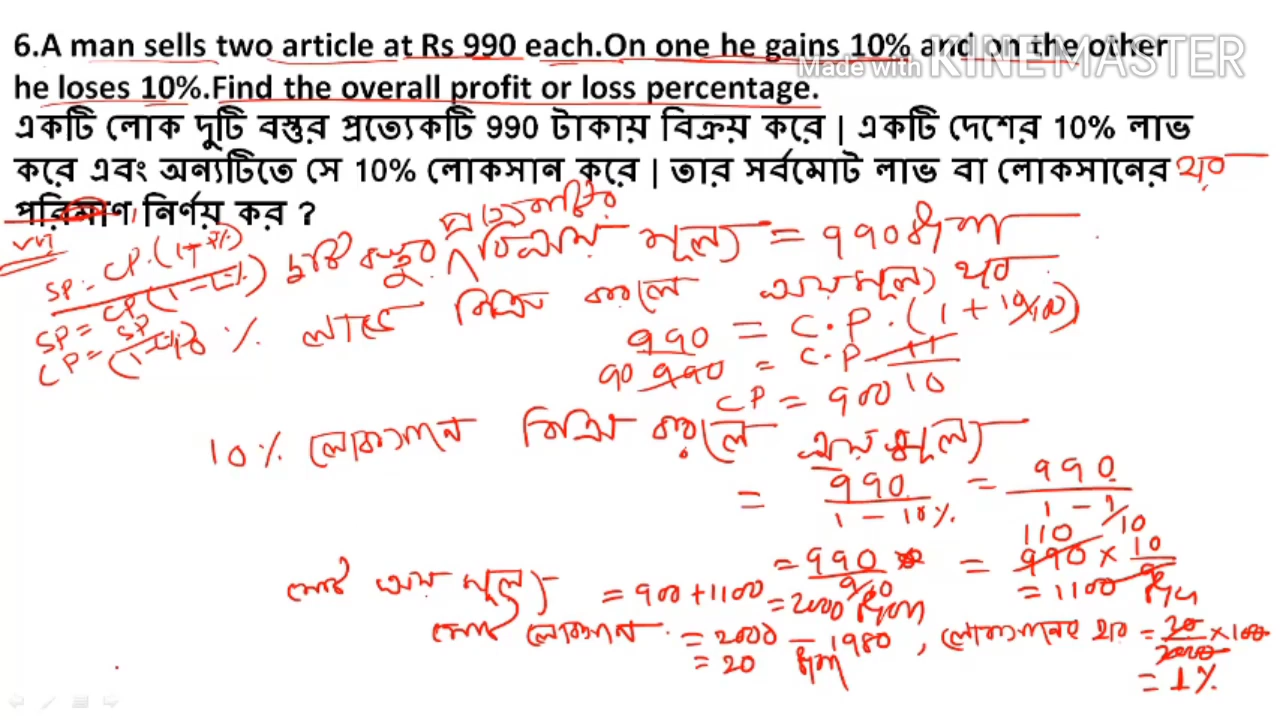 6.A man sells two article at Rs 990 each.On one he gains 10% and on the other
Made with KINEMASTER
he loses 10%.Find the overall profit or loss percentage.
একটি লোক দুটি বস্তুর প্রত্যেকটি 990 টাকায় বিক্রয় করে | একটি দেশের 10% লাভ
করে এবং অন্যটিতে সে 10% লোকসান করে | তার সর্বমোট লাভ বা লোকসানের হার
পরিমাণ নির্ণয় কর ?
প্রত্যেকটির
SP = CP. (1+
দুটি বস্তুর বিক্রয় মূল্য = 990 টাকা
SP = CP (1 - L%)
CP = SP
10 % লাভে বিক্রি করলে ক্রয়মূল্য হবে
990 = C.P. (1 + 10/100)
90 990 = C.P 11/10
CP = 900
10% লোকসানে বিক্রি করলে ক্রয়মূল্য
= 990/1 - 10% = 990/1 - 1/10
= 990/9/10 = 990 × 10/9
110
= 1100 টাকা
মোট ক্রয় মূল্য = 900 + 1100 = 2000 টাকা
মোট লোকসান = 2000 - 1980, লোকসানের হার = 20/2000 × 100
= 20 টাকা
= 1%